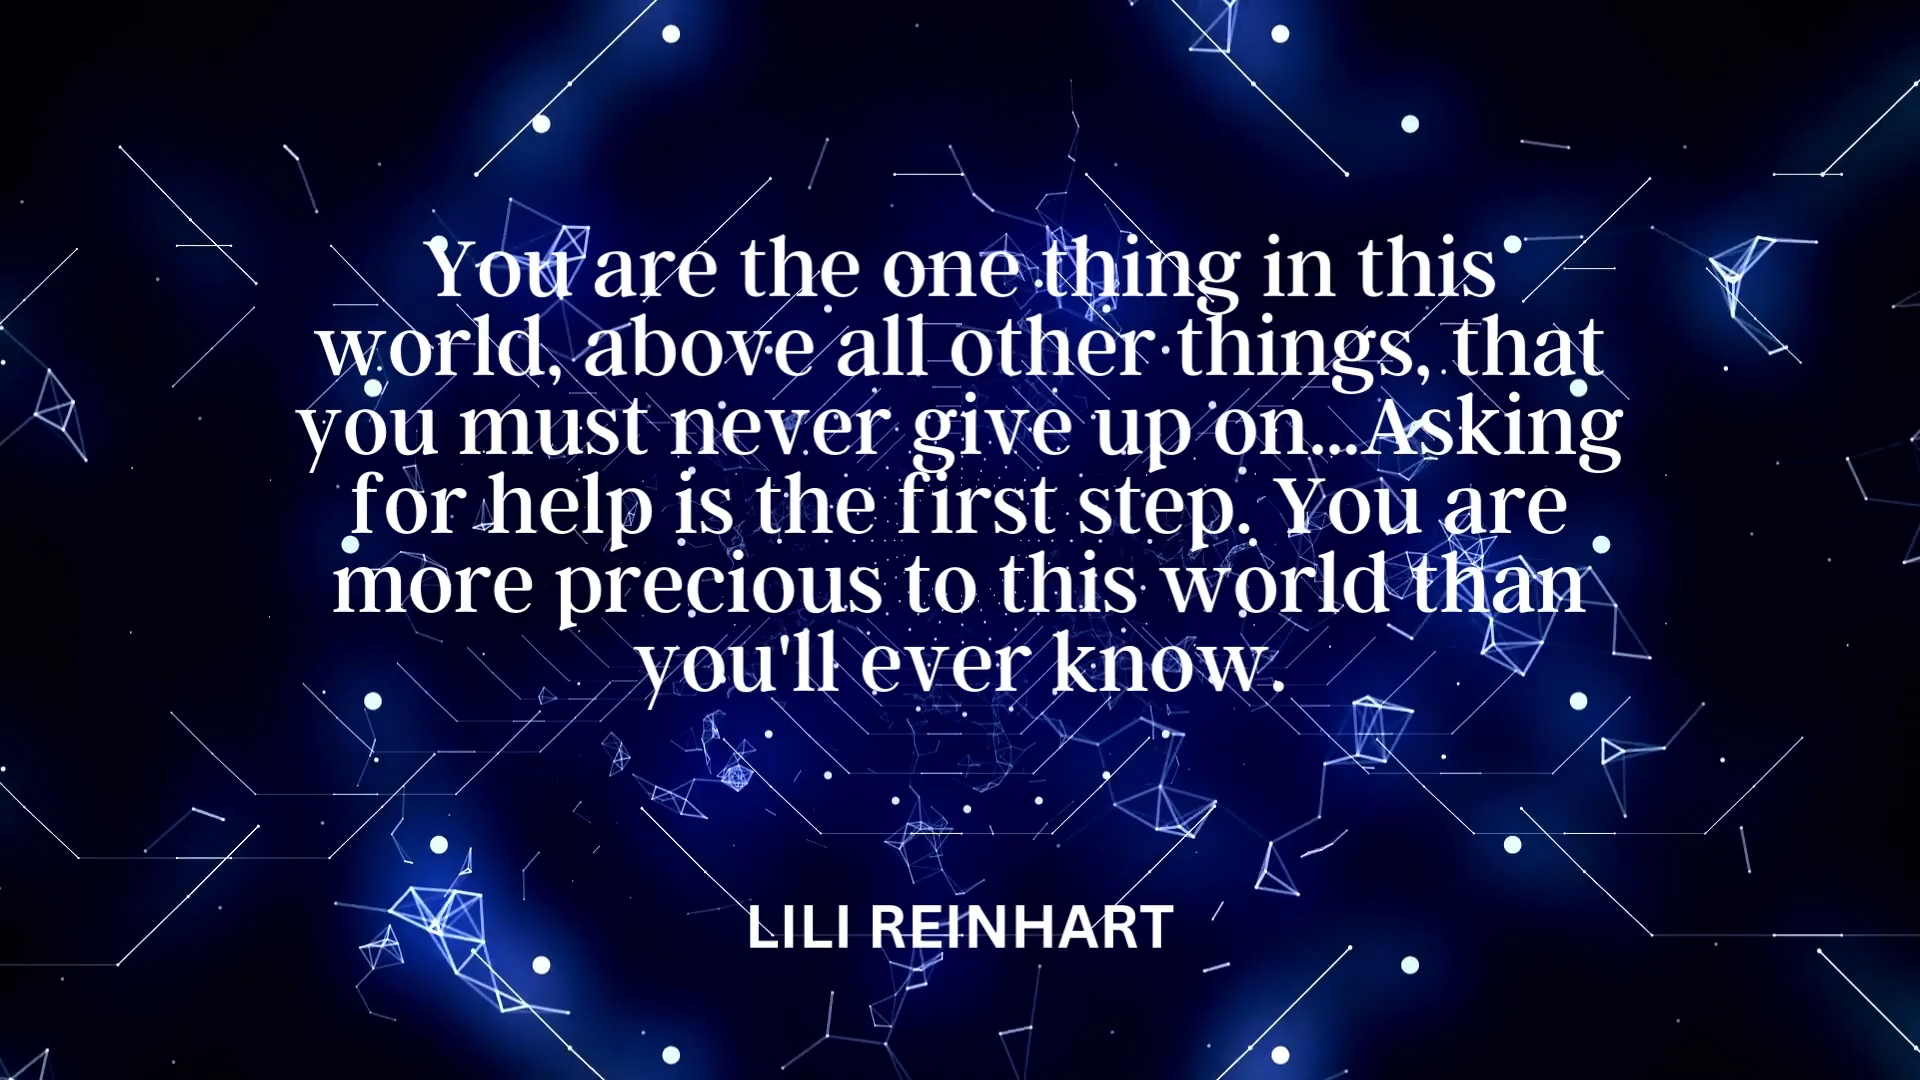 You are the one thing in this
world, above all other things, that
you must never give up on...Asking
for help is the first step. You are
more precious to this world than
you'll ever know.
LILI REINHART